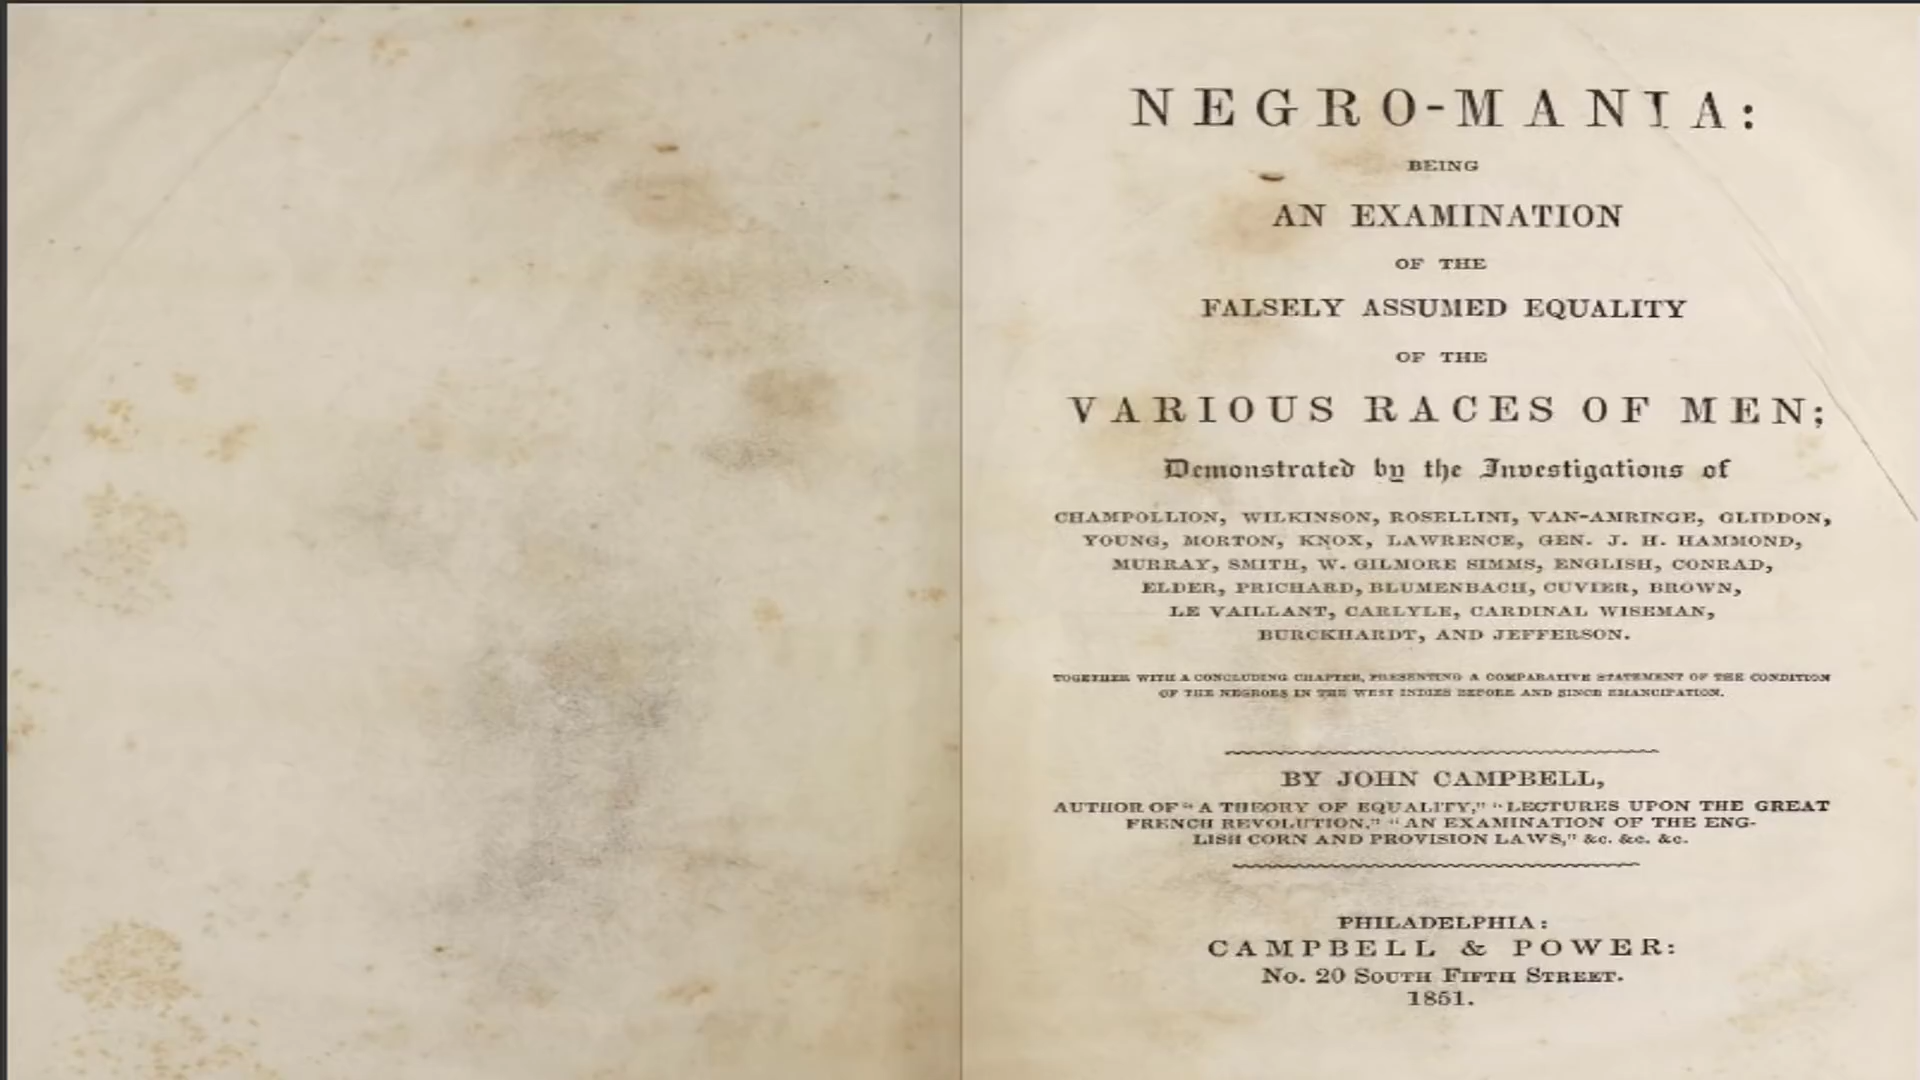 NEGRO-MANIA:
BEING
AN EXAMINATION
OF THE
FALSELY ASSUMED EQUALITY
OF THE
VARIOUS RACES OF MEN;
Demonstrated by the Investigations of
CHAMPOLLION, WILKINSON, ROSELLINI, VAN-AMRINGE, GLIDDON,
YOUNG, MORTON, KNOX, LAWRENCE, GEN. J. H. HAMMOND,
MURRAY, SMITH, W. GILMORE SIMMS, ENGLISH, CONRAD,
ELDER, PRICHARD, BLUMENBACH, CUVIER, BROWN,
LE VAILLANT, CARLYLE, CARDINAL WISEMAN,
BURCKHARDT, AND JEFFERSON.
TOGETHER WITH A CONCLUDING CHAPTER, PRESENTING A COMPARATIVE STATEMENT OF THE CONDITION
OF THE NEGROES IN THE WEST INDIES BEFORE AND SINCE EMANCIPATION.
BY JOHN CAMPBELL,
AUTHOR OF "A THEORY OF EQUALITY," "LECTURES UPON THE GREAT
FRENCH REVOLUTION," "AN EXAMINATION OF THE ENG-
LISH CORN AND PROVISION LAWS," &c. &c. &c.
PHILADELPHIA:
CAMPBELL & POWER:
No. 20 SOUTH FIFTH STREET.
1851.